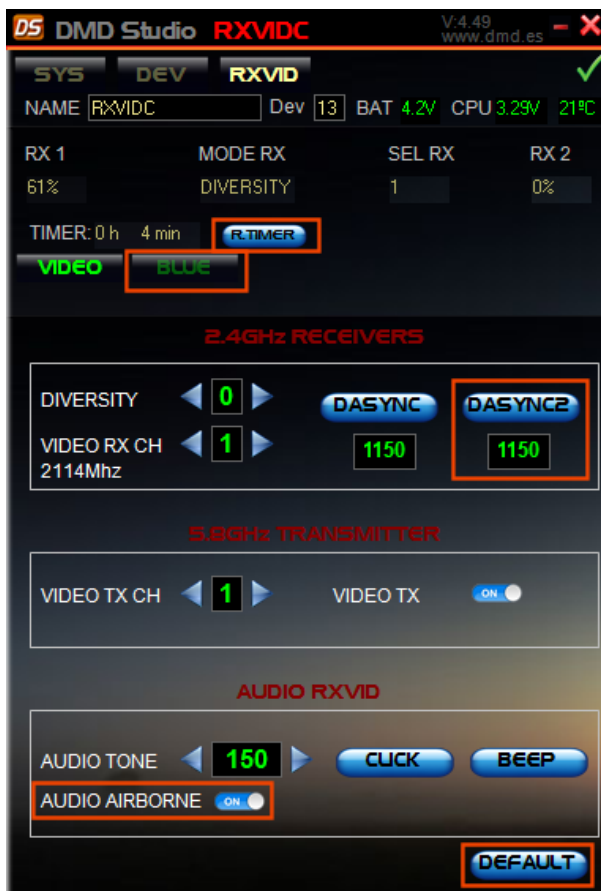 DS DMD Studio RXVIDC V:4.49
www.dmd.es
SYS DEV RXVID
NAME RXVIDC Dev 13 BAT 4.2V CPU 3.29V 21ºC
RX 1 MODE RX SEL RX RX 2
61% DIVERSITY 1 0%
TIMER: 0 h 4 min R.TIMER
VIDEO BLUE
2.4GHz RECEIVERS
DIVERSITY 0 DASYNC DASYNC2
VIDEO RX CH 1 1150 1150
2114Mhz
5.8GHz TRANSMITTER
VIDEO TX CH 1 VIDEO TX ON
AUDIO RXVID
AUDIO TONE 150 CLICK BEEP
AUDIO AIRBORNE ON
DEFAULT